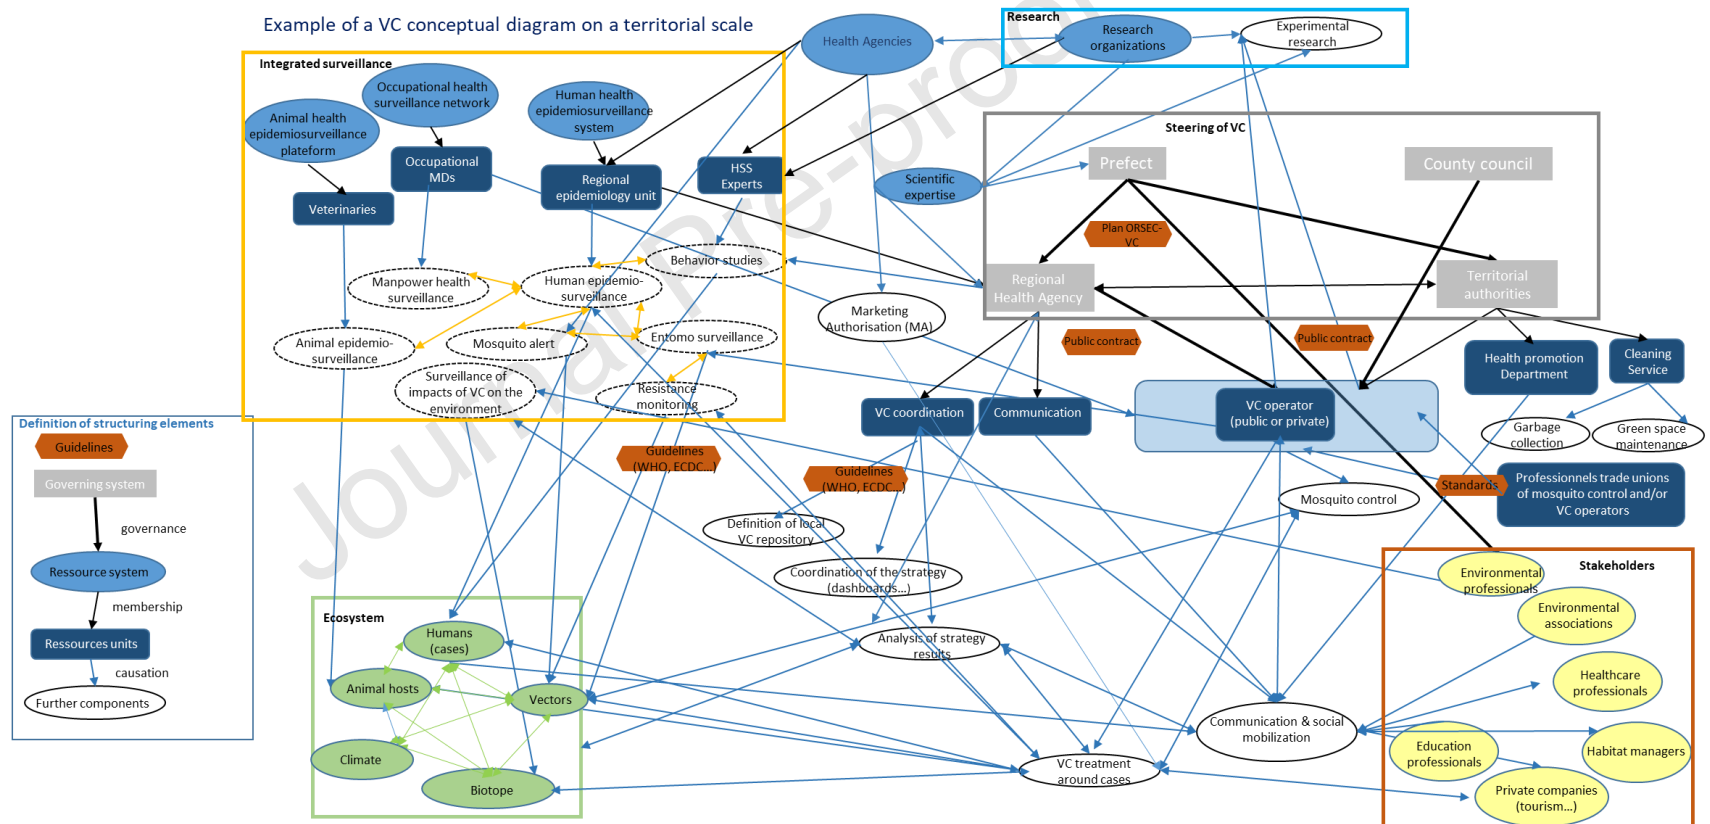 Example of a VC conceptual diagram on a territorial scale
Health Agencies
Research
Research
organizations
Experimental
research
Integrated surveillance
Occupational health
surveillance network
Human health
epidemiosurveillance
system
Animal health
epidemiosurveillance
plateform
Occupational
MDs
Regional
epidemiology unit
HSS
Experts
Veterinaries
Scientific
expertise
Steering of VC
Prefect
County council
Plan ORSEC-
VC
Regional
Health Agency
Territorial
authorities
Behavior studies
Manpower health
surveillance
Human epidemio-
surveillance
Animal epidemio-
surveillance
Mosquito alert
Entomo surveillance
Surveillance of
impacts of VC on the
environment
Resistance
monitoring
Marketing
Authorisation (MA)
Public contract
Public contract
Health promotion
Department
Cleaning
Service
VC coordination
Communication
VC operator
(public or private)
Garbage
collection
Green space
maintenance
Guidelines
(WHO, ECDC...)
Guidelines
(WHO, ECDC...)
Mosquito control
Standards
Professionnels trade unions
of mosquito control and/or
VC operators
Definition of local
VC repository
Coordination of the strategy
(dashboards...)
Analysis of strategy
results
Communication & social
mobilization
VC treatment
around cases
Stakeholders
Environmental
professionals
Environmental
associations
Healthcare
professionals
Education
professionals
Habitat managers
Private companies
(tourism...)
Definition of structuring elements
Guidelines
Governing system
governance
Ressource system
membership
Ressources units
causation
Further components
Ecosystem
Humans
(cases)
Animal hosts
Vectors
Climate
Biotope
Journal Pre-proo